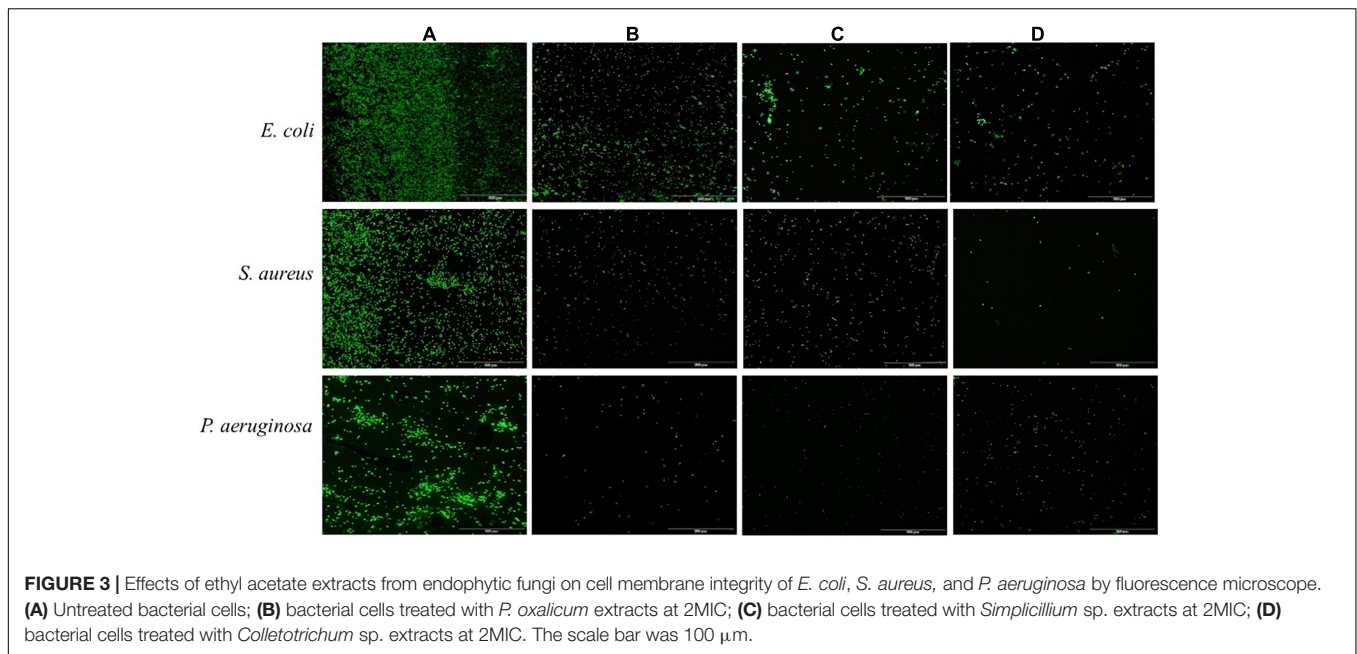 A B C D
E. coli
S. aureus
P. aeruginosa
FIGURE 3 | Effects of ethyl acetate extracts from endophytic fungi on cell membrane integrity of E. coli, S. aureus, and P. aeruginosa by fluorescence microscope.
(A) Untreated bacterial cells; (B) bacterial cells treated with P. oxalicum extracts at 2MIC; (C) bacterial cells treated with Simplicillium sp. extracts at 2MIC; (D)
bacterial cells treated with Colletotrichum sp. extracts at 2MIC. The scale bar was 100 μm.